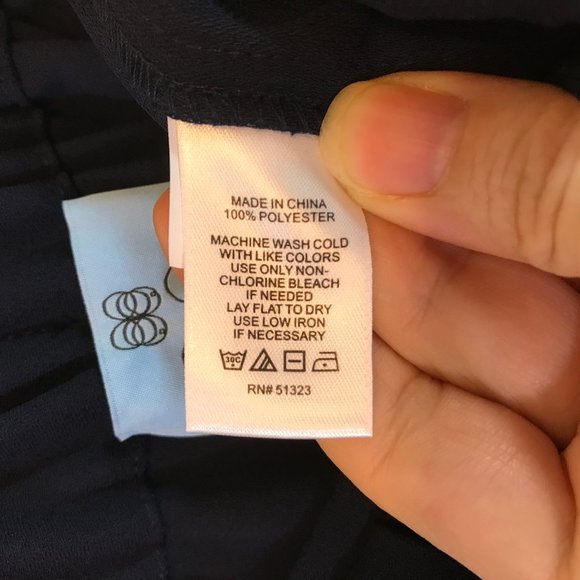 MADE IN CHINA
100% POLYESTER
MACHINE WASH COLD
WITH LIKE COLORS
USE ONLY NON-
CHLORINE BLEACH
IF NEEDED
LAY FLAT TO DRY
USE LOW IRON
IF NECESSARY
30C
RN# 51323